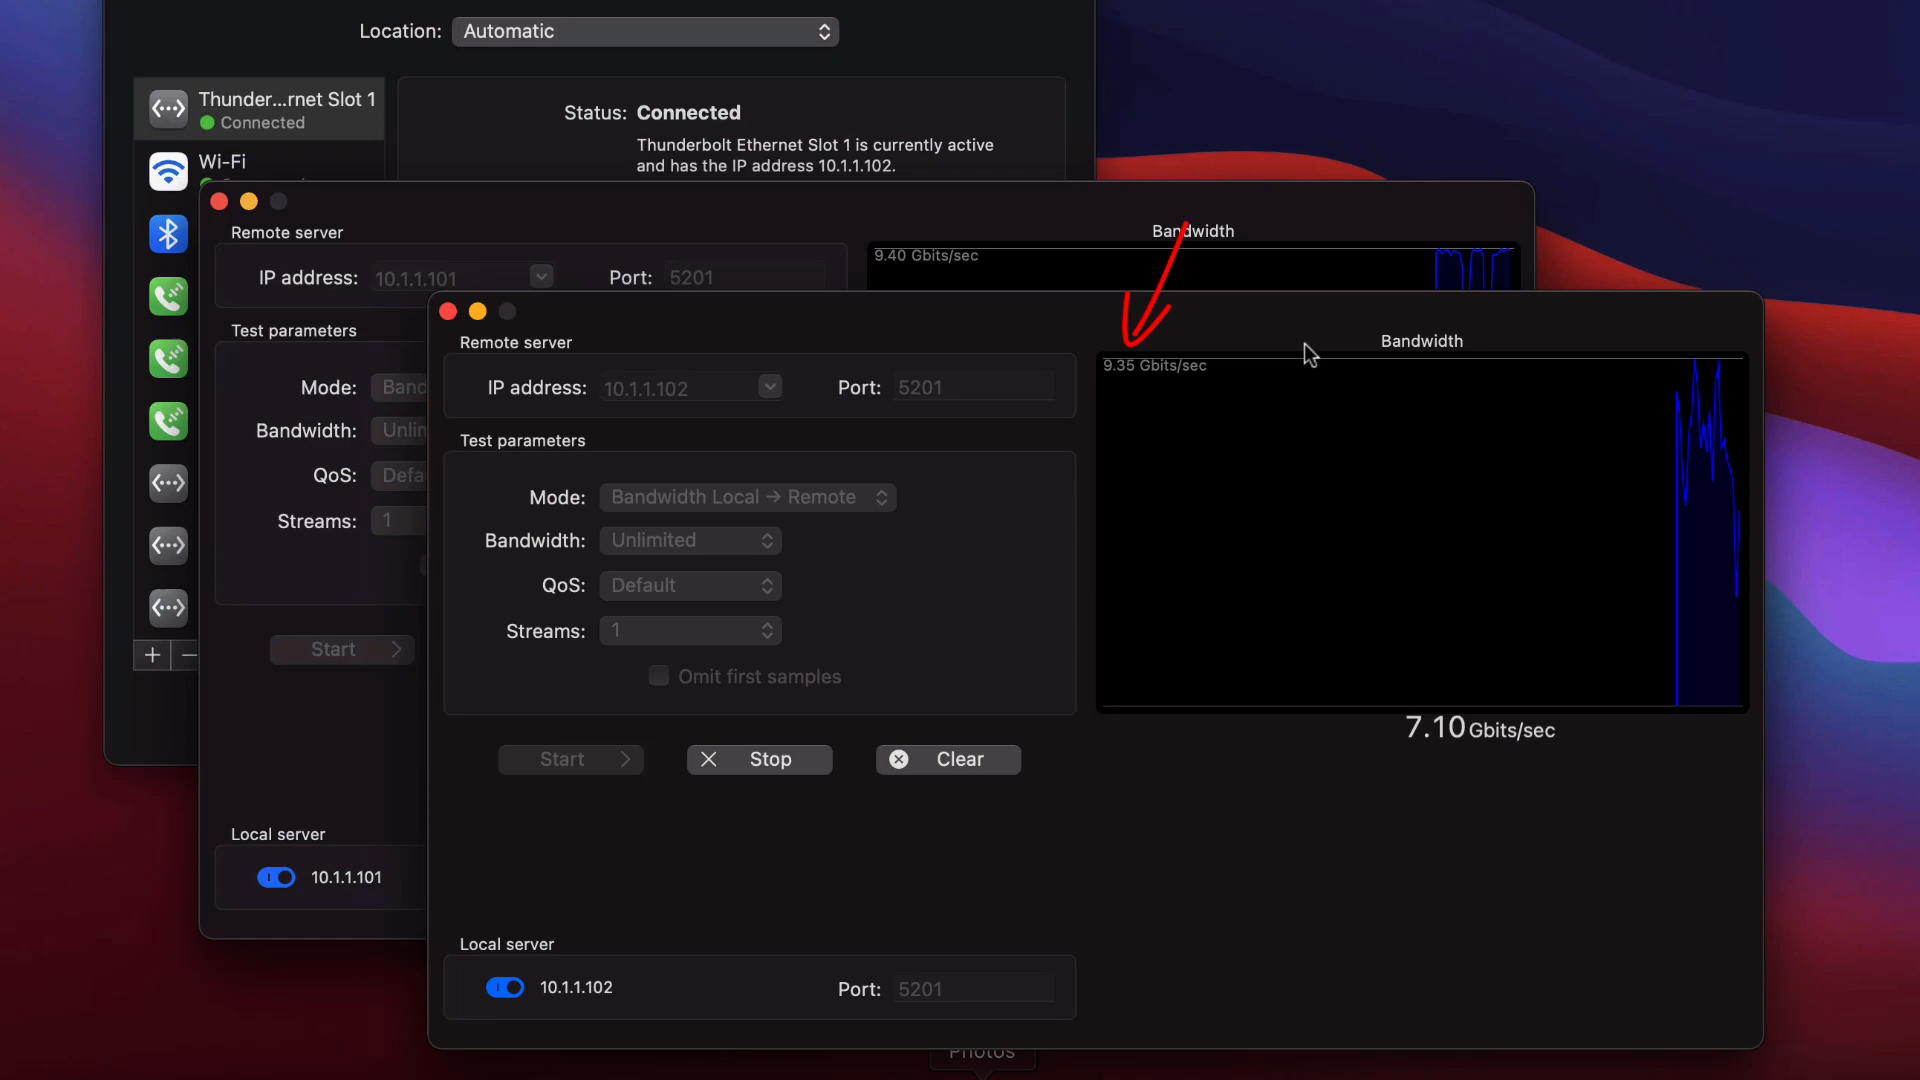 Location: Automatic
Thunder...rnet Slot 1
Connected
Wi-Fi
Status: Connected
Thunderbolt Ethernet Slot 1 is currently active
and has the IP address 10.1.1.102.
Remote server
IP address: 10.1.1.101
Port: 5201
Bandwidth
9.40 Gbits/sec
Test parameters
Mode: Band
Bandwidth: Unlin
QoS: Defa
Streams: 1
Start
Local server
10.1.1.101
Remote server
IP address: 10.1.1.102
Port: 5201
Test parameters
Mode: Bandwidth Local → Remote
Bandwidth: Unlimited
QoS: Default
Streams: 1
Omit first samples
Start
Stop
Clear
Bandwidth
9.35 Gbits/sec
7.10 Gbits/sec
Local server
10.1.1.102
Port: 5201
Photos